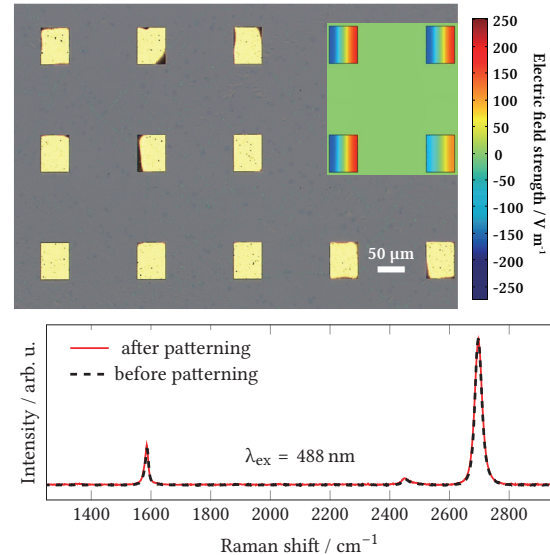 50 µm
250
200
150
100
50
0
-50
-100
-150
-200
-250
Electric field strength / V m⁻¹
after patterning
before patterning
λex = 488 nm
Intensity / arb. u.
1400 1600 1800 2000 2200 2400 2600 2800
Raman shift / cm⁻¹